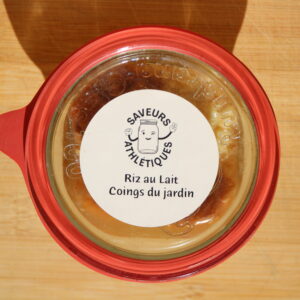 SAVEURS
ATHLÉTIQUES
Riz au Lait
Coings du jardin